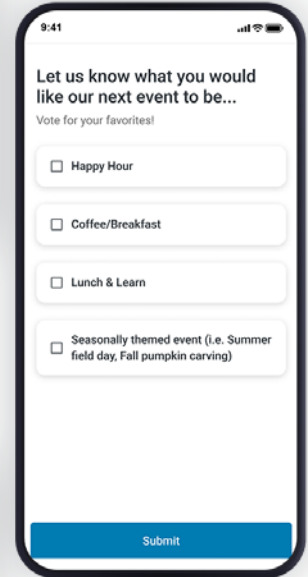 9:41
Let us know what you would
like our next event to be...
Vote for your favorites!
Happy Hour
Coffee/Breakfast
Lunch & Learn
Seasonally themed event (i.e. Summer
field day, Fall pumpkin carving)
Submit